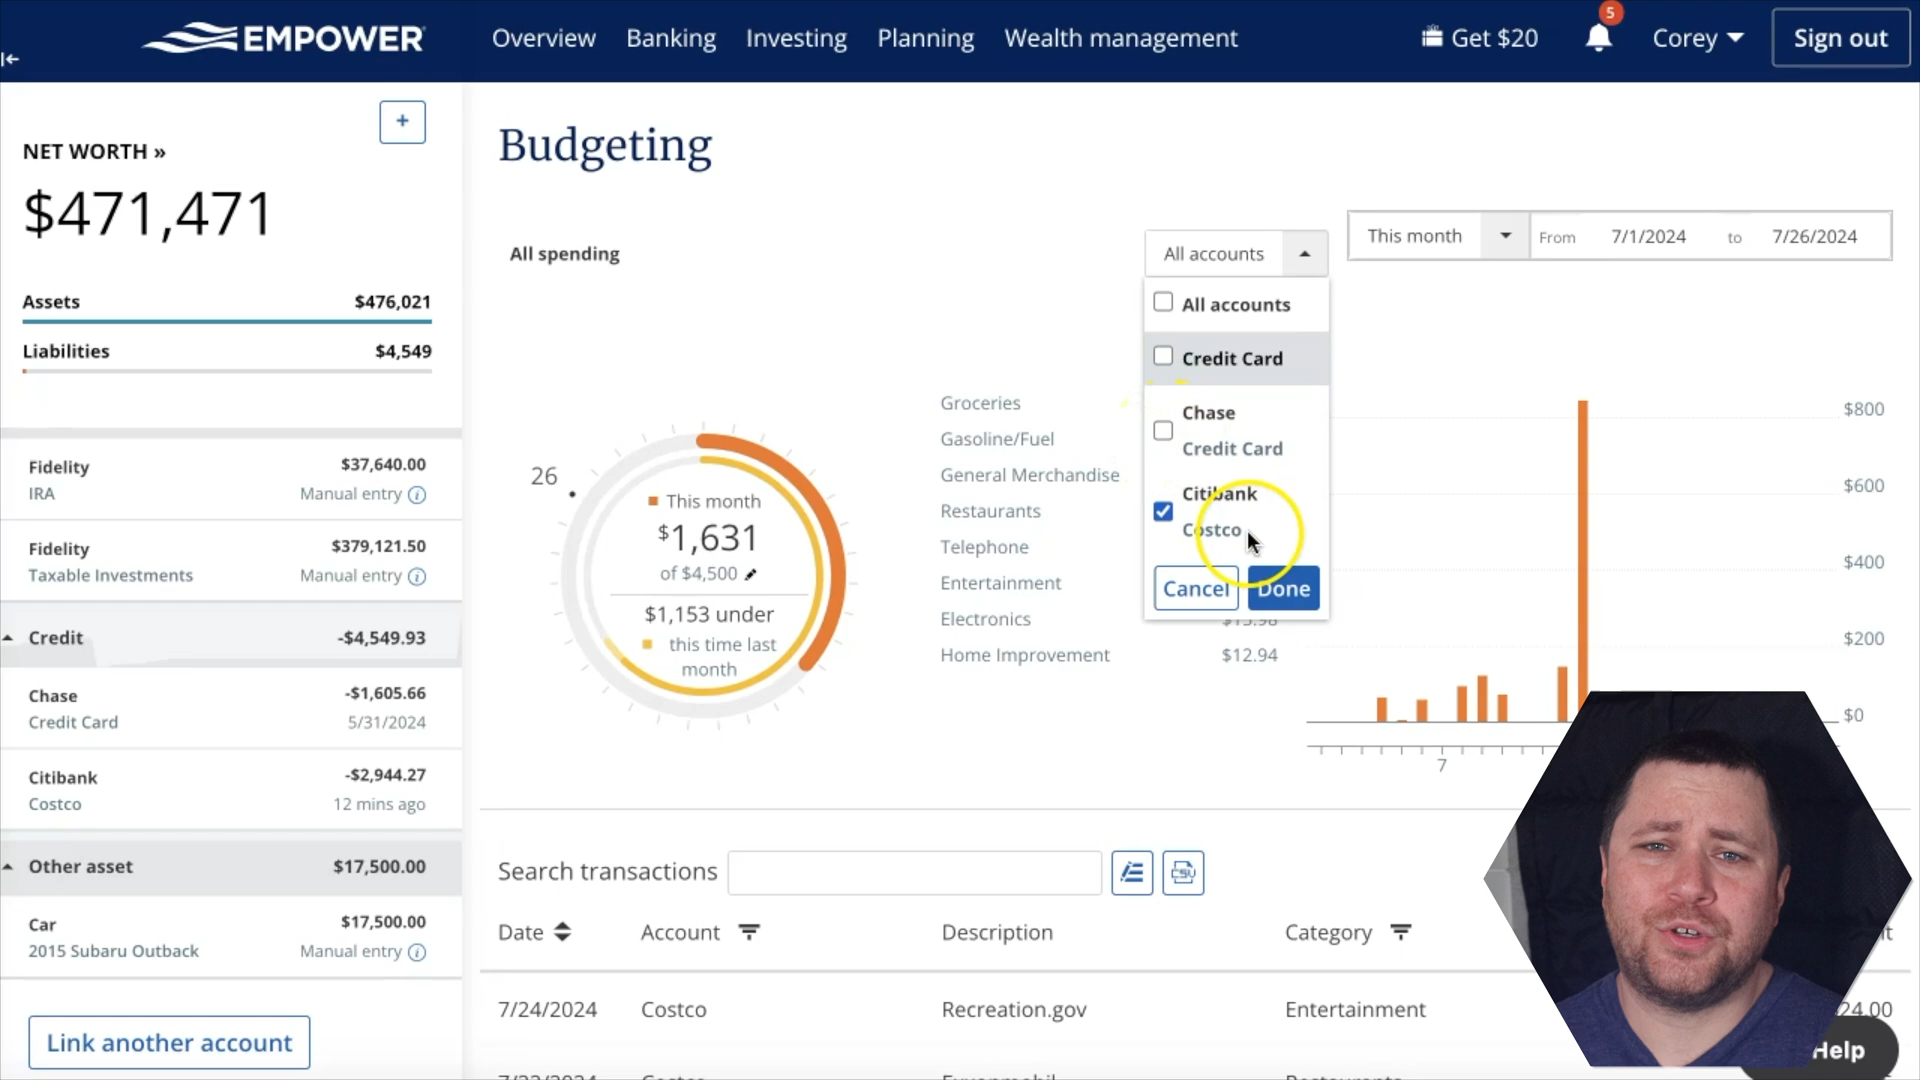 EMPOWER
Overview Banking Investing Planning Wealth management
Get $20
5
Corey
Sign out
+
NET WORTH »
$471,471
Assets $476,021
Liabilities $4,549
Fidelity $37,640.00
IRA Manual entry
Fidelity $379,121.50
Taxable Investments Manual entry
Credit -$4,549.93
Chase -$1,605.66
Credit Card 5/31/2024
Citibank -$2,944.27
Costco 12 mins ago
Other asset $17,500.00
Car $17,500.00
2015 Subaru Outback Manual entry
Link another account
Budgeting
All spending
All accounts
This month From 7/1/2024 to 7/26/2024
All accounts
Credit Card
Chase
Credit Card
Citibank
Costco
Cancel Done
26
This month
$1,631
of $4,500
$1,153 under
this time last
month
Groceries
Gasoline/Fuel
General Merchandise
Restaurants
Telephone
Entertainment
Electronics
Home Improvement $12.94
$800
$600
$400
$200
$0
7
Search transactions
CSV
Date Account Description Category
7/24/2024 Costco Recreation.gov Entertainment
Help